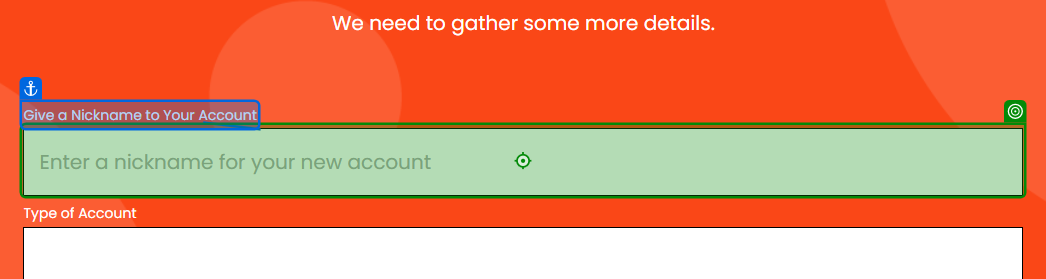 We need to gather some more details.
Give a Nickname to Your Account
Enter a nickname for your new account
Type of Account